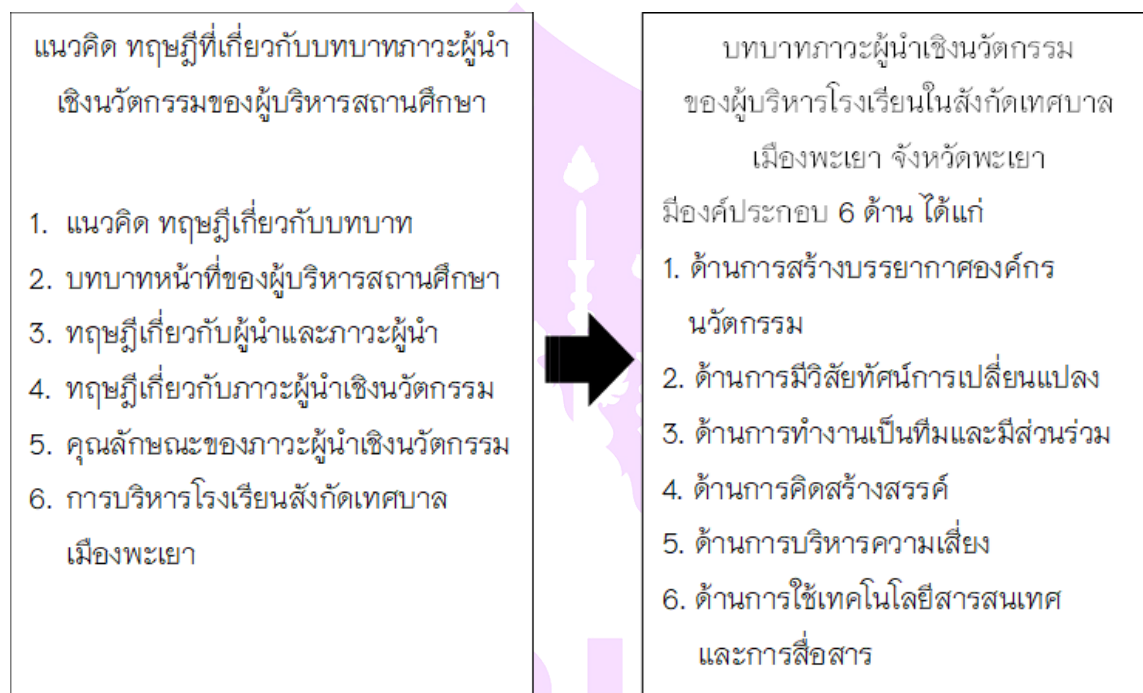 แนวคิด ทฤษฎีที่เกี่ยวกับบทบาทภาวะผู้นำ
เชิงนวัตกรรมของผู้บริหารสถานศึกษา
1. แนวคิด ทฤษฎีเกี่ยวกับบทบาท
2. บทบาทหน้าที่ของผู้บริหารสถานศึกษา
3. ทฤษฎีเกี่ยวกับผู้นำและภาวะผู้นำ
4. ทฤษฎีเกี่ยวกับภาวะผู้นำเชิงนวัตกรรม
5. คุณลักษณะของภาวะผู้นำเชิงนวัตกรรม
6. การบริหารโรงเรียนสังกัดเทศบาล
เมืองพะเยา
บทบาทภาวะผู้นำเชิงนวัตกรรม
ของผู้บริหารโรงเรียนในสังกัดเทศบาล
เมืองพะเยา จังหวัดพะเยา
มีองค์ประกอบ 6 ด้าน ได้แก่
1. ด้านการสร้างบรรยากาศองค์กร
นวัตกรรม
2. ด้านการมีวิสัยทัศน์การเปลี่ยนแปลง
3. ด้านการทำงานเป็นทีมและมีส่วนร่วม
4. ด้านการคิดสร้างสรรค์
5. ด้านการบริหารความเสี่ยง
6. ด้านการใช้เทคโนโลยีสารสนเทศ
และการสื่อสาร